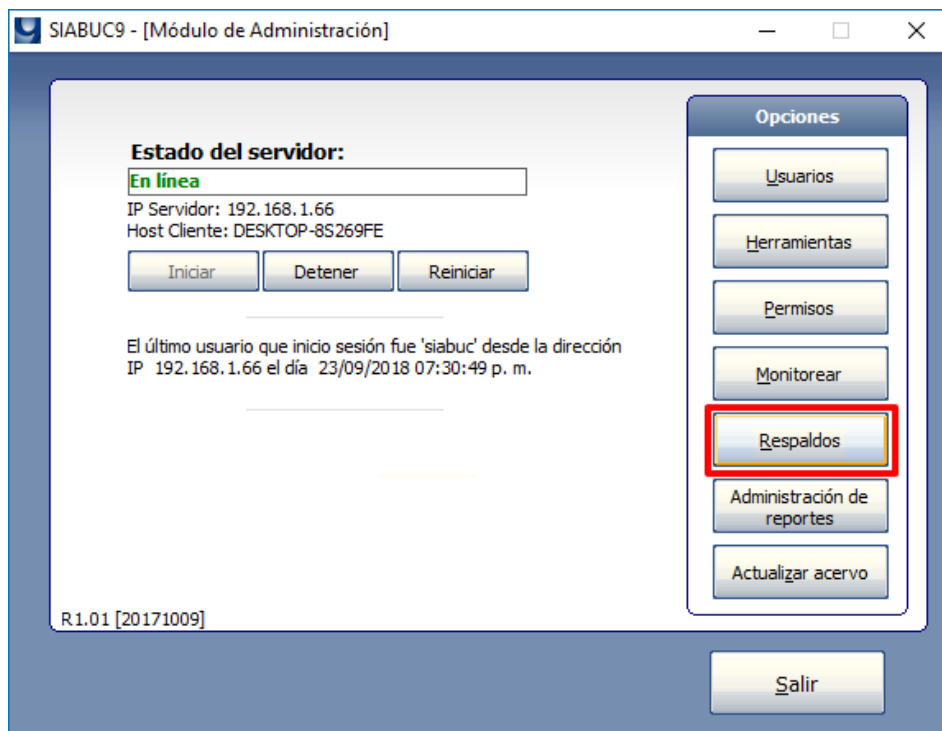 SIABUC9 - [Módulo de Administración]
Estado del servidor:
En línea
IP Servidor: 192.168.1.66
Host Cliente: DESKTOP-8S269FE
Iniciar
Detener
Reiniciar
El último usuario que inicio sesión fue 'siabuc' desde la dirección
IP 192.168.1.66 el día 23/09/2018 07:30:49 p. m.
R1.01 [20171009]
Opciones
Usuarios
Herramientas
Permisos
Monitorear
Respaldos
Administración de
reportes
Actualizar acervo
Salir